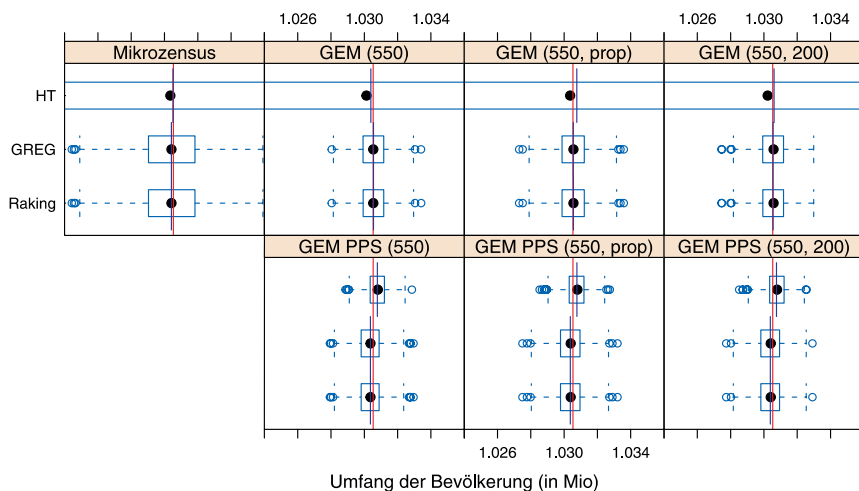 1.026 1.030 1.034 1.026 1.030 1.034
Mikrozensus GEM (550) GEM (550, prop) GEM (550, 200)
HT
GREG
Raking
GEM PPS (550) GEM PPS (550, prop) GEM PPS (550, 200)
1.026 1.030 1.034
Umfang der Bevölkerung (in Mio)